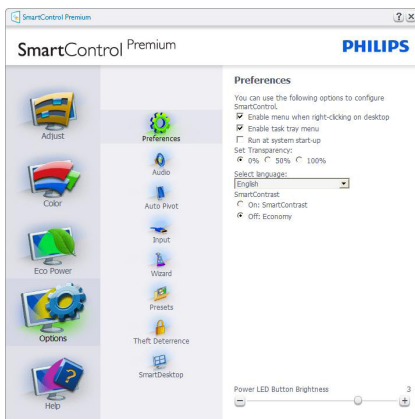 SmartControl Premium
SmartControl Premium
PHILIPS
Adjust
Color
Eco Power
Options
Help
Preferences
Audio
Auto Pivot
Input
Wizard
Presets
Theft Deterrence
SmartDesktop
Preferences
You can use the following options to configure
SmartControl.
Enable menu when right-clicking on desktop
Enable task tray menu
Run at system start-up
Set Transparency:
0% 50% 100%
Select language:
English
SmartContrast
On: SmartContrast
Off: Economy
Power LED Button Brightness 3